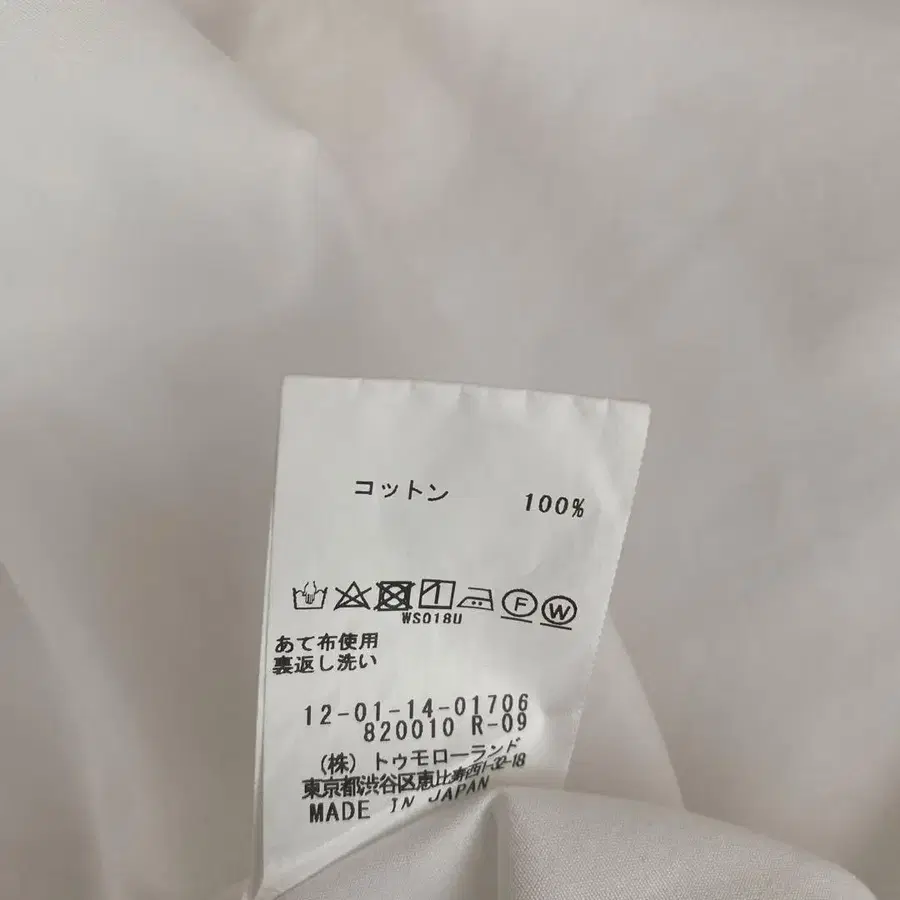 コットン 100%
F W
WS018U
あて布使用
裏返し洗い
12-01-14-01706
820010 R-09
(株) トゥモローランド
東京都渋谷区恵比寿西1-32-18
MADE IN JAPAN